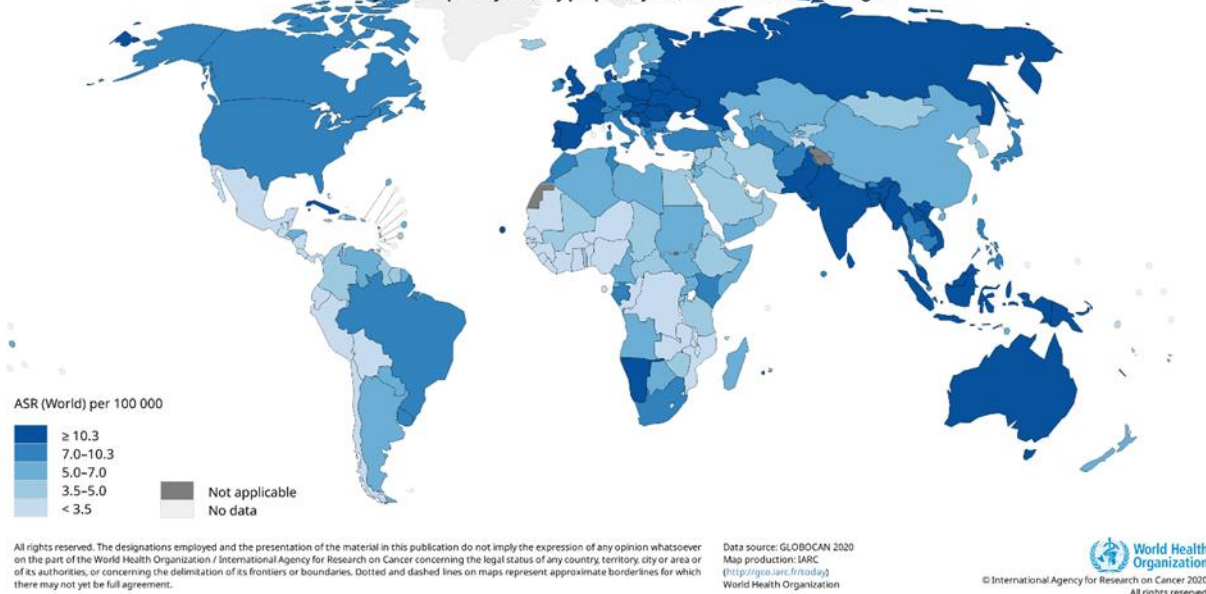 ASR (World) per 100 000
≥ 10.3
7.0–10.3
5.0–7.0
3.5–5.0
< 3.5
Not applicable
No data
All rights reserved. The designations employed and the presentation of the material in this publication do not imply the expression of any opinion whatsoever
on the part of the World Health Organization / International Agency for Research on Cancer concerning the legal status of any country, territory, city or area or
of its authorities, or concerning the delimitation of its frontiers or boundaries. Dotted and dashed lines on maps represent approximate borderlines for which
there may not yet be full agreement.
Data source: GLOBOCAN 2020
Map production: IARC
(http://gco.iarc.fr/today)
World Health Organization
World Health
Organization
© International Agency for Research on Cancer 2020
All rights reserved